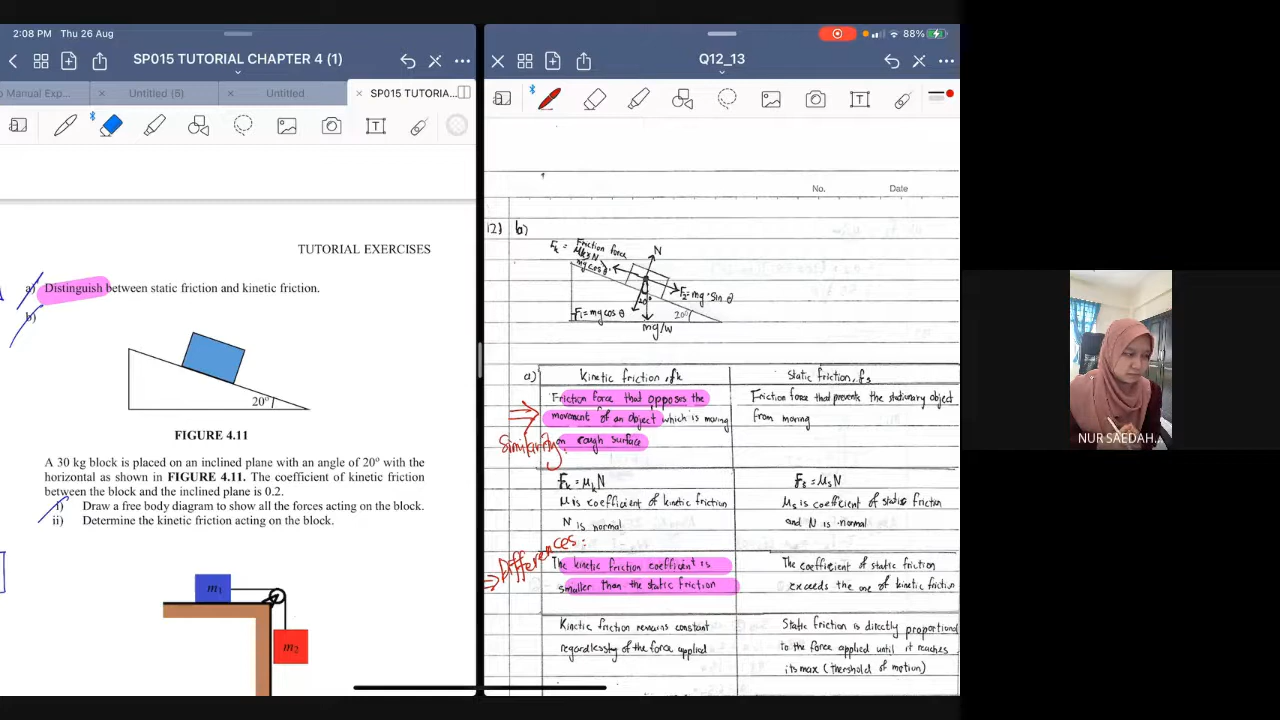 2:08 PM Thu 26 Aug
SP015 TUTORIAL CHAPTER 4 (1)
o Manual Exp...
Untitled (5)
Untitled
SP015 TUTORIA...
TUTORIAL EXERCISES
a) Distinguish between static friction and kinetic friction.
b)
20°
FIGURE 4.11
A 30 kg block is placed on an inclined plane with an angle of 20° with the
horizontal as shown in FIGURE 4.11. The coefficient of kinetic friction
between the block and the inclined plane is 0.2.
i) Draw a free body diagram to show all the forces acting on the block.
ii) Determine the kinetic friction acting on the block.
m1
m2
88%
Q12_13
No. Date
12) b)
Fk = Friction force
μk × N
mg cos θ
N
F2 = mg · sin θ
20°
F1 = mg cos θ
20°
mg/W
a) Kinetic friction, fk
Static friction, fs
Friction force that opposes the
movement of an object which is moving
on rough surface
Friction force that prevents the stationary object
from moving
Similarity
Fk = μkN
μ is coefficient of kinetic friction
N is normal
Fs = μsN
μs is coefficient of static friction
and N is normal
Differences:
The kinetic friction coefficient is
smaller than the static friction
The coefficient of static friction
exceeds the one of kinetic friction
Kinetic friction remains constant
regardlessly of the force applied
Static friction is directly proportional
to the force applied until it reaches
its max (thershold of motion)
NUR SAEDAH...